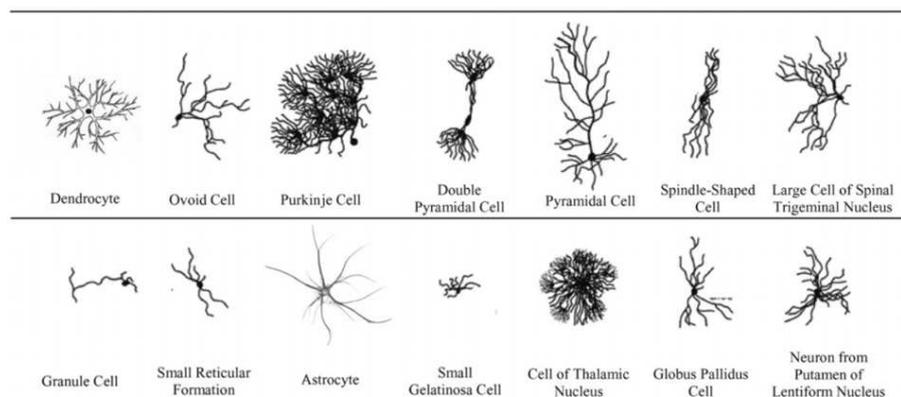 Dendrocyte
Ovoid Cell
Purkinje Cell
Double
Pyramidal Cell
Pyramidal Cell
Spindle-Shaped
Cell
Large Cell of Spinal
Trigeminal Nucleus
Granule Cell
Small Reticular
Formation
Astrocyte
Small
Gelatinosa Cell
Cell of Thalamic
Nucleus
Globus Pallidus
Cell
Neuron from
Putamen of
Lentiform Nucleus